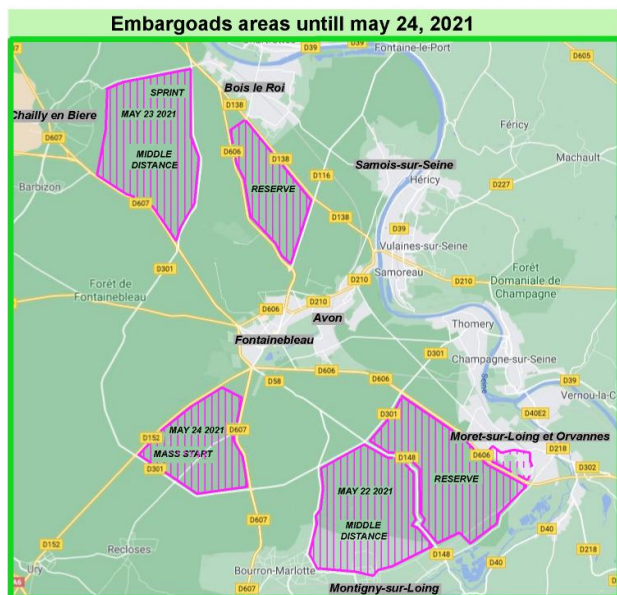 Embargoads areas untill may 24, 2021
D39
D39
Fontaine-le-Port
D607
D605
SPRINT
Bois le Roi
Chailly en Biere
MAY 23 2021
D138
Féricy
D607
D606
MIDDLE
DISTANCE
D138
Samois-sur-Seine
Machault
Héricy
D116
D227
Barbizon
RESERVE
D607
D138
D39
Vulaines-sur-Seine
D301
Samoreau
D210
D210
Forêt de
Fontainebleau
Forêt
Domaniale de
Champagne
D606
D210
Avon
Thomery
Fontainebleau
D301
Champagne-sur-Seine
D606
D58
D606
Seine
D39
Vernou-la-C
D301
D40E2
MAY 24 2021
D607
D152
Moret-sur-Loing et Orvannes
MASS START
D606
D218
D148
D301
D302
RESERVE
MAY 22 2021
D607
MIDDLE
DISTANCE
D40
D152
Recloses
D218
D148
D40
Ury
Bourron-Marlotte
A6
D607
Montigny-sur-Loing